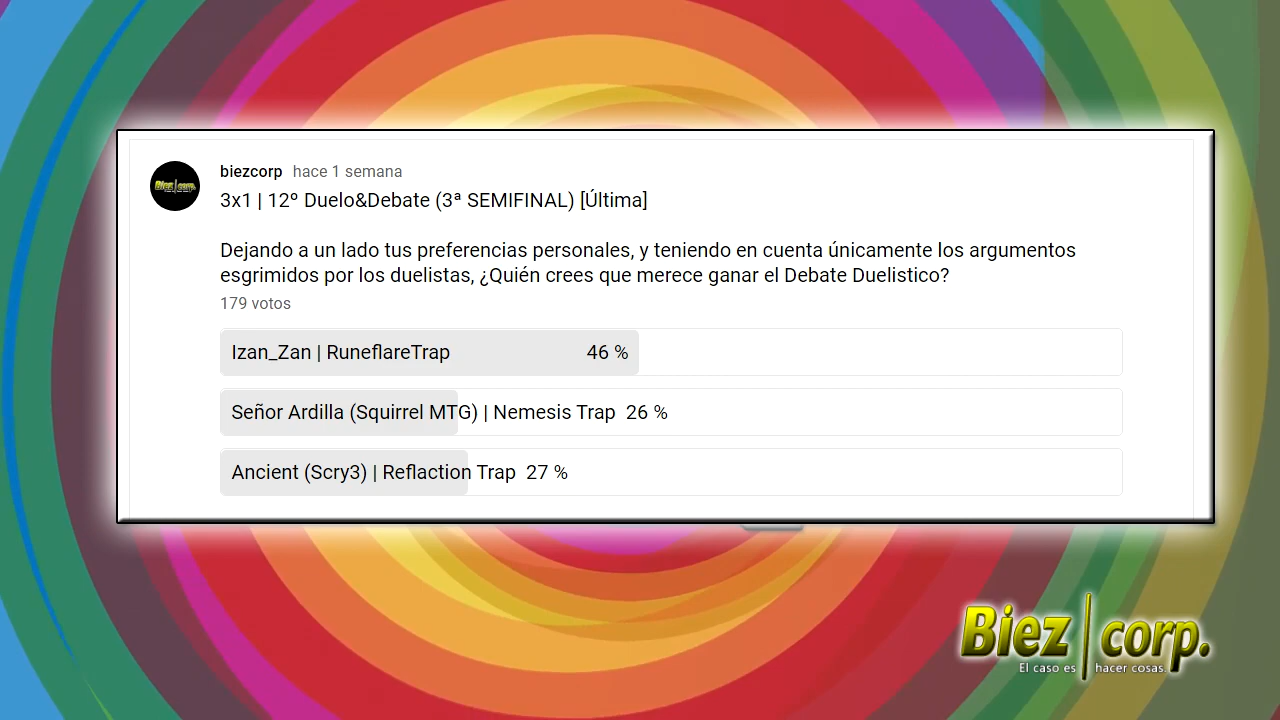 biezcorp hace 1 semana
3x1 | 12º Duelo&Debate (3ª SEMIFINAL) [Última]
Dejando a un lado tus preferencias personales, y teniendo en cuenta únicamente los argumentos
esgrimidos por los duelistas, ¿Quién crees que merece ganar el Debate Duelistico?
179 votos
Izan_Zan | RuneflareTrap 46 %
Señor Ardilla (Squirrel MTG) | Nemesis Trap 26 %
Ancient (Scry3) | Reflaction Trap 27 %
Biez | corp.
El caso es hacer cosas.